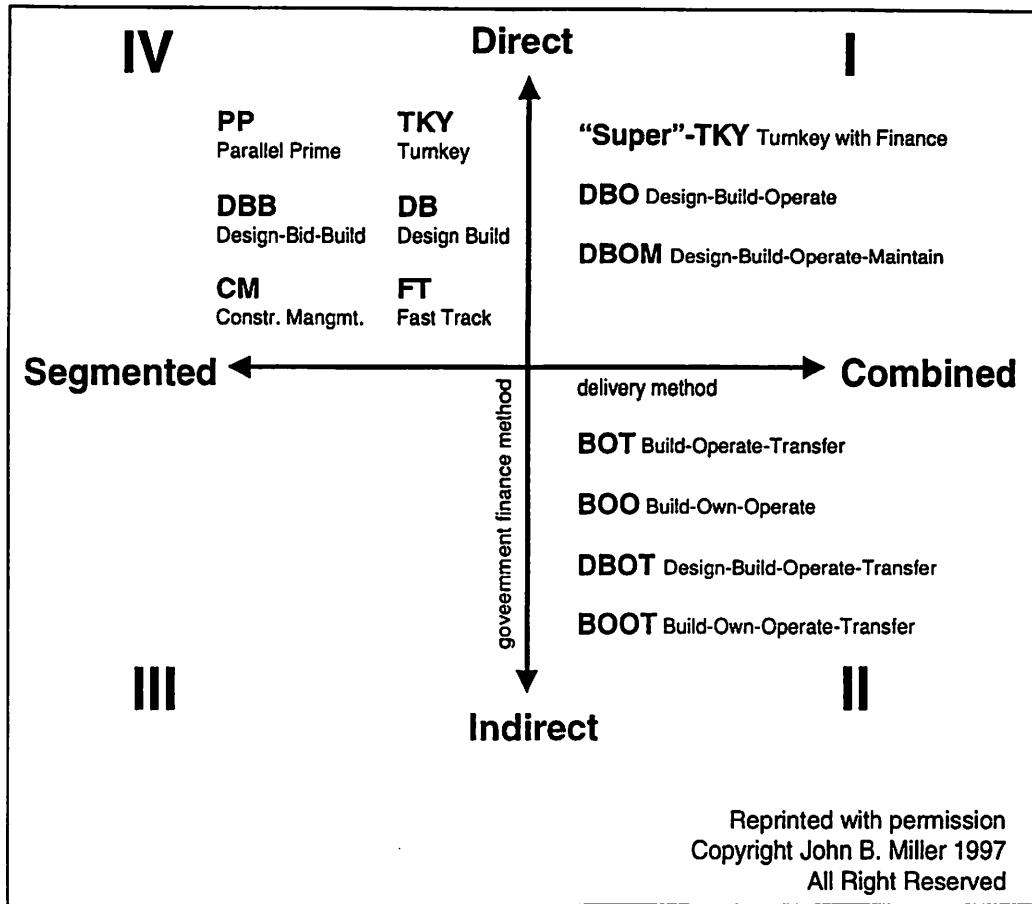 IV
Direct
I
PP
Parallel Prime
TKY
Turnkey
DBB
Design-Bid-Build
DB
Design Build
CM
Constr. Mangmt.
FT
Fast Track
"Super"-TKY Turnkey with Finance
DBO Design-Build-Operate
DBOM Design-Build-Operate-Maintain
Segmented
Combined
delivery method
goveernment finance method
BOT Build-Operate-Transfer
BOO Build-Own-Operate
DBOT Design-Build-Operate-Transfer
BOOT Build-Own-Operate-Transfer
III
Indirect
II
Reprinted with permission
Copyright John B. Miller 1997
All Right Reserved